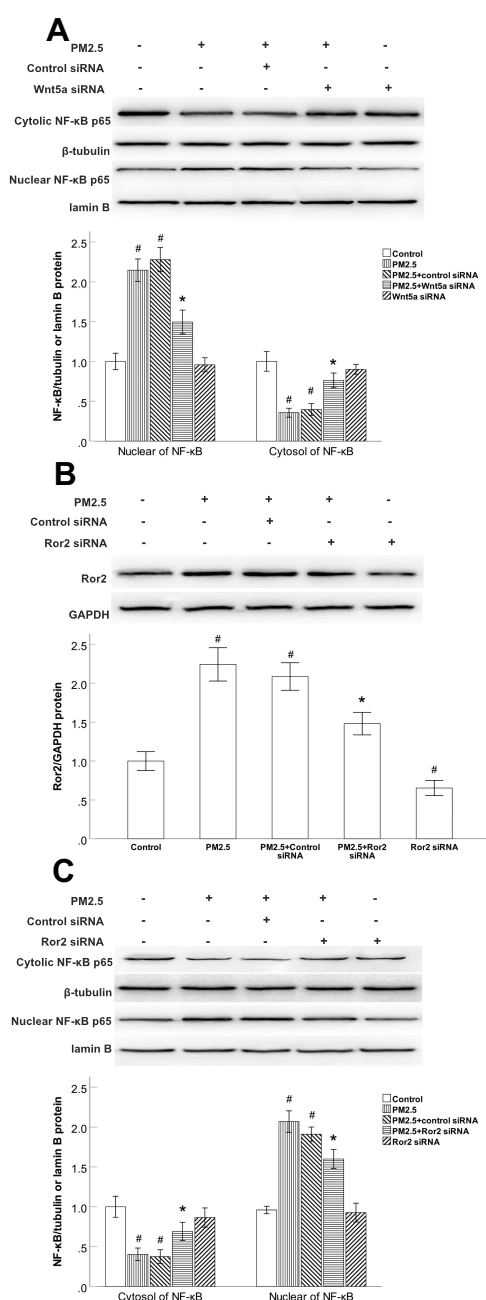 A
PM2.5 - + + + -
Control siRNA - - + - -
Wnt5a siRNA - - - + +
Cytolic NF-κB p65
β-tubulin
Nuclear NF-κB p65
lamin B
NF-κB/tubulin or lamin B protein
2.5
2.0
1.5
1.0
.5
.0
# # * # # *
Control
PM2.5
PM2.5+control siRNA
PM2.5+Wnt5a siRNA
Wnt5a siRNA
Nuclear of NF-κB Cytosol of NF-κB
B
PM2.5 - + + + -
Control siRNA - - + - -
Ror2 siRNA - - - + +
Ror2
GAPDH
Ror2/GAPDH protein
2.5
2.0
1.5
1.0
.5
.0
# # * #
Control PM2.5 PM2.5+Control siRNA PM2.5+Ror2 siRNA Ror2 siRNA
C
PM2.5 - + + + -
Control siRNA - - + - -
Ror2 siRNA - - - + +
Cytolic NF-κB p65
β-tubulin
Nuclear NF-κB p65
lamin B
NF-κB/tubulin or lamin B protein
2.5
2.0
1.5
1.0
.5
.0
# # * # # *
Control
PM2.5
PM2.5+control siRNA
PM2.5+Ror2 siRNA
Ror2 siRNA
Cytosol of NF-κB Nuclear of NF-κB